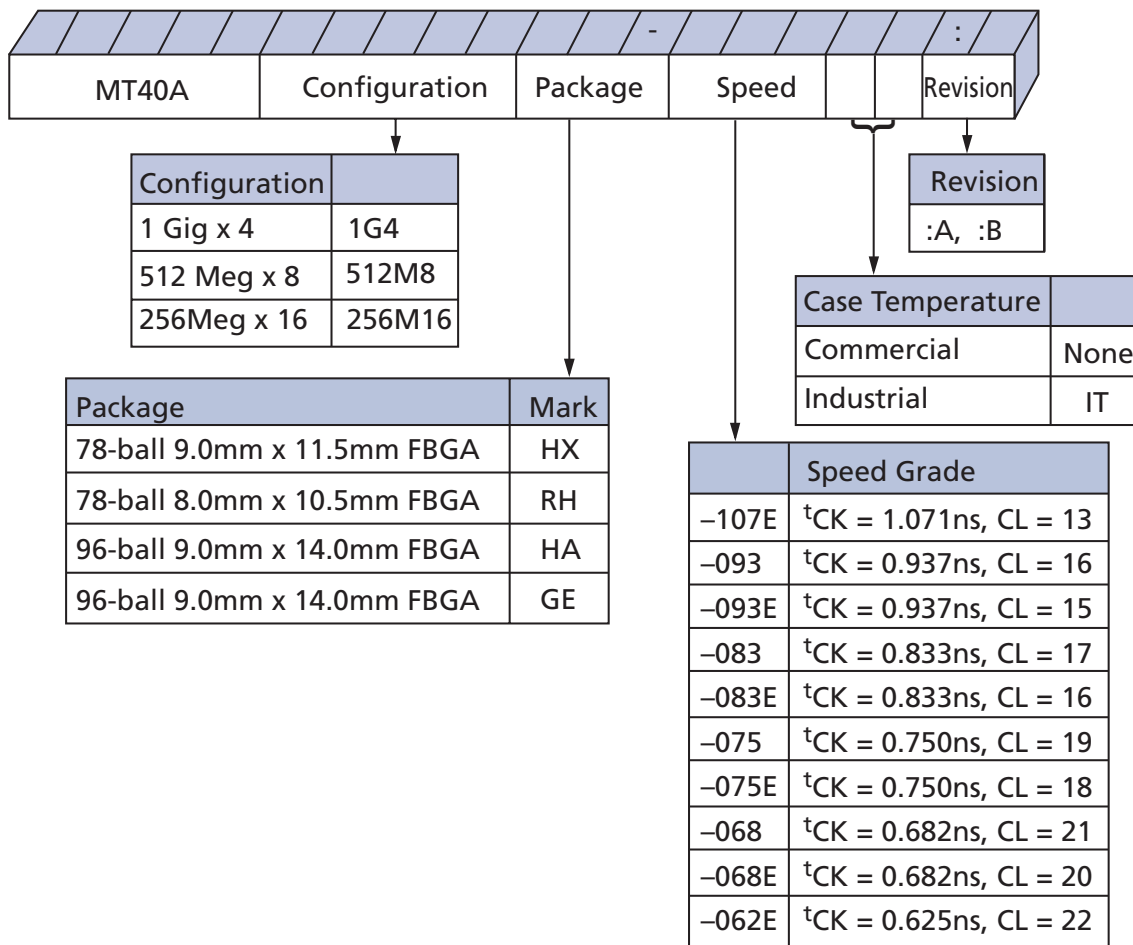 -
:
MT40A Configuration Package Speed Revision
Configuration
1 Gig x 4 1G4
512 Meg x 8 512M8
256Meg x 16 256M16
Revision
:A, :B
Case Temperature
Commercial None
Industrial IT
Package Mark
78-ball 9.0mm x 11.5mm FBGA HX
78-ball 8.0mm x 10.5mm FBGA RH
96-ball 9.0mm x 14.0mm FBGA HA
96-ball 9.0mm x 14.0mm FBGA GE
Speed Grade
–107E tCK = 1.071ns, CL = 13
–093 tCK = 0.937ns, CL = 16
–093E tCK = 0.937ns, CL = 15
–083 tCK = 0.833ns, CL = 17
–083E tCK = 0.833ns, CL = 16
–075 tCK = 0.750ns, CL = 19
–075E tCK = 0.750ns, CL = 18
–068 tCK = 0.682ns, CL = 21
–068E tCK = 0.682ns, CL = 20
–062E tCK = 0.625ns, CL = 22